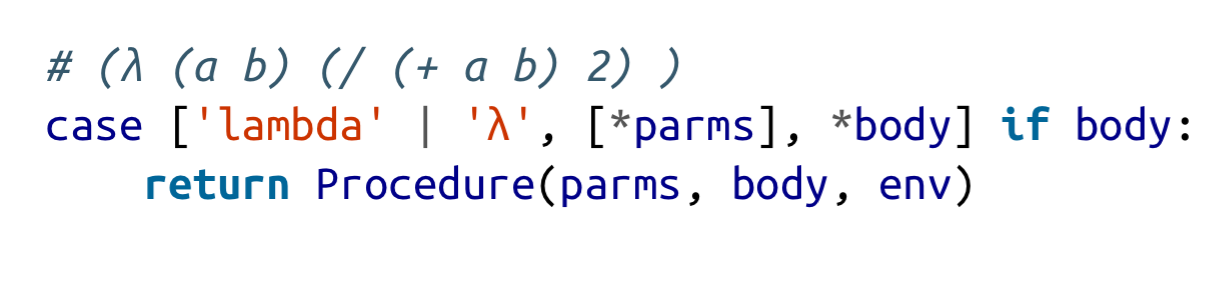 # (λ (a b) (/ (+ a b) 2) )
case ['lambda' | 'λ', [*parms], *body] if body:
    return Procedure(parms, body, env)